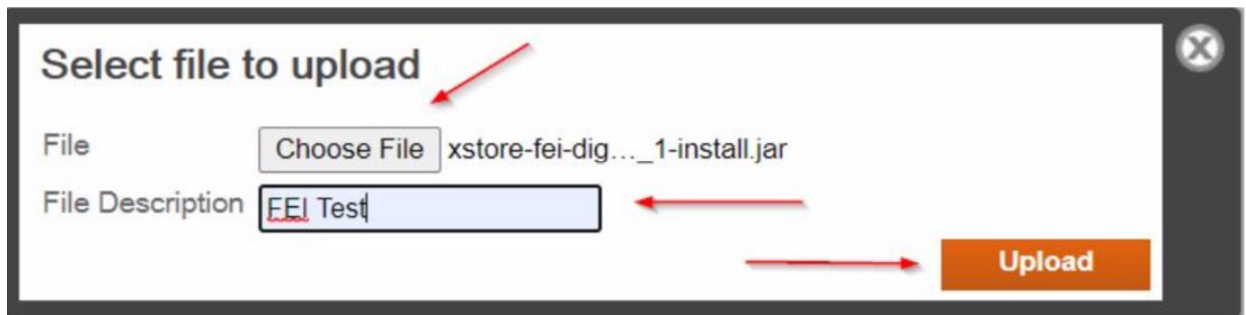 Select file to upload
File Choose File xstore-fei-dig..._1-install.jar
File Description FEI Test
Upload